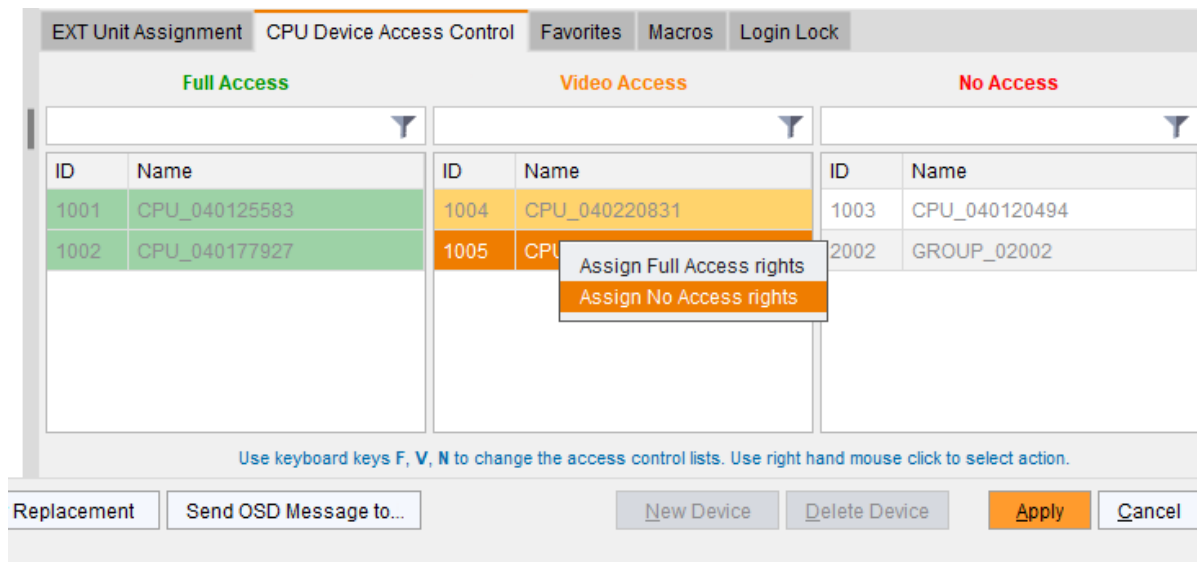 EXT Unit Assignment CPU Device Access Control Favorites Macros Login Lock
Full Access Video Access No Access
ID Name ID Name ID Name
1001 CPU_040125583 1004 CPU_040220831 1003 CPU_040120494
1002 CPU_040177927 1005 2002 GROUP_02002
Assign Full Access rights
Assign No Access rights
Use keyboard keys F, V, N to change the access control lists. Use right hand mouse click to select action.
Replacement Send OSD Message to... New Device Delete Device Apply Cancel